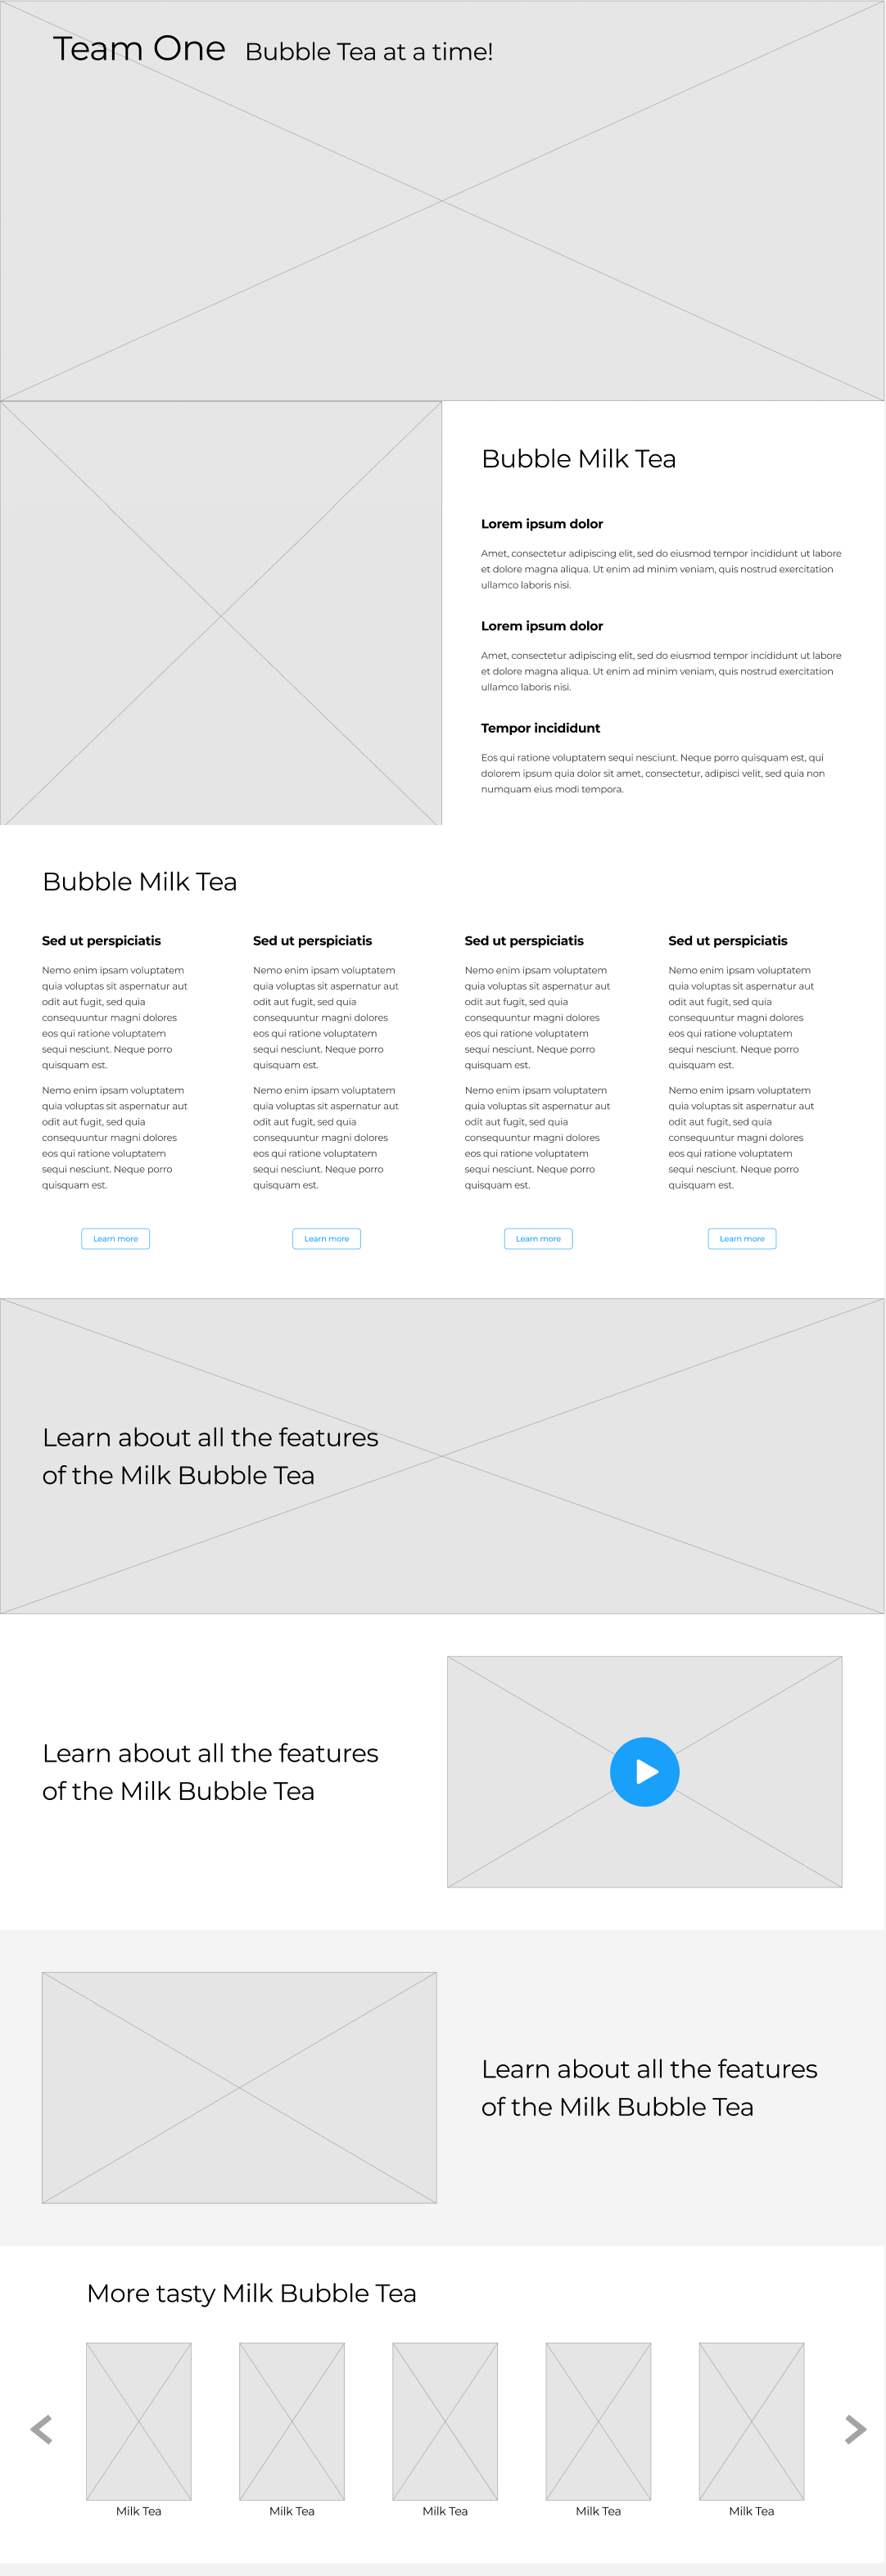 Team One Bubble Tea at a time!
Bubble Milk Tea
Lorem ipsum dolor
Amet, consectetur adipiscing elit, sed do eiusmod tempor incididunt ut labore
et dolore magna aliqua. Ut enim ad minim veniam, quis nostrud exercitation
ullamco laboris nisi.
Lorem ipsum dolor
Amet, consectetur adipiscing elit, sed do eiusmod tempor incididunt ut labore
et dolore magna aliqua. Ut enim ad minim veniam, quis nostrud exercitation
ullamco laboris nisi.
Tempor incididunt
Eos qui ratione voluptatem sequi nesciunt. Neque porro quisquam est, qui
dolorem ipsum quia dolor sit amet, consectetur, adipisci velit, sed quia non
numquam eius modi tempora.
Bubble Milk Tea
Sed ut perspiciatis
Nemo enim ipsam voluptatem
quia voluptas sit aspernatur aut
odit aut fugit, sed quia
consequuntur magni dolores
eos qui ratione voluptatem
sequi nesciunt. Neque porro
quisquam est.
Nemo enim ipsam voluptatem
quia voluptas sit aspernatur aut
odit aut fugit, sed quia
consequuntur magni dolores
eos qui ratione voluptatem
sequi nesciunt. Neque porro
quisquam est.
Learn more
Sed ut perspiciatis
Nemo enim ipsam voluptatem
quia voluptas sit aspernatur aut
odit aut fugit, sed quia
consequuntur magni dolores
eos qui ratione voluptatem
sequi nesciunt. Neque porro
quisquam est.
Nemo enim ipsam voluptatem
quia voluptas sit aspernatur aut
odit aut fugit, sed quia
consequuntur magni dolores
eos qui ratione voluptatem
sequi nesciunt. Neque porro
quisquam est.
Learn more
Sed ut perspiciatis
Nemo enim ipsam voluptatem
quia voluptas sit aspernatur aut
odit aut fugit, sed quia
consequuntur magni dolores
eos qui ratione voluptatem
sequi nesciunt. Neque porro
quisquam est.
Nemo enim ipsam voluptatem
quia voluptas sit aspernatur aut
odit aut fugit, sed quia
consequuntur magni dolores
eos qui ratione voluptatem
sequi nesciunt. Neque porro
quisquam est.
Learn more
Sed ut perspiciatis
Nemo enim ipsam voluptatem
quia voluptas sit aspernatur aut
odit aut fugit, sed quia
consequuntur magni dolores
eos qui ratione voluptatem
sequi nesciunt. Neque porro
quisquam est.
Nemo enim ipsam voluptatem
quia voluptas sit aspernatur aut
odit aut fugit, sed quia
consequuntur magni dolores
eos qui ratione voluptatem
sequi nesciunt. Neque porro
quisquam est.
Learn more
Learn about all the features
of the Milk Bubble Tea
Learn about all the features
of the Milk Bubble Tea
Learn about all the features
of the Milk Bubble Tea
More tasty Milk Bubble Tea
Milk Tea
Milk Tea
Milk Tea
Milk Tea
Milk Tea